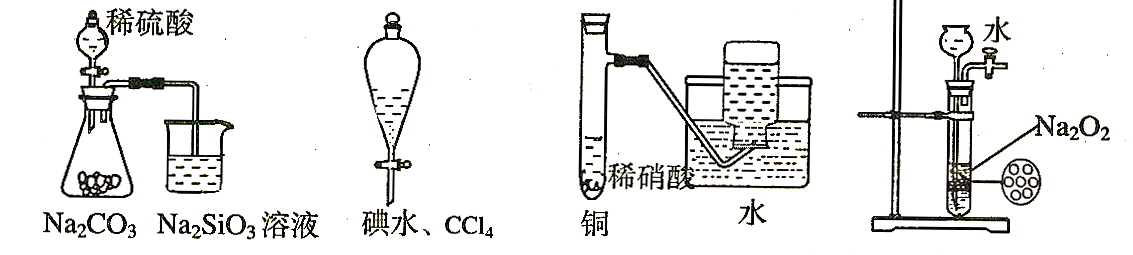 稀硫酸
Na₂CO₃ Na₂SiO₃溶液
碘水、CCl₄
稀硝酸
铜
水
水
Na₂O₂